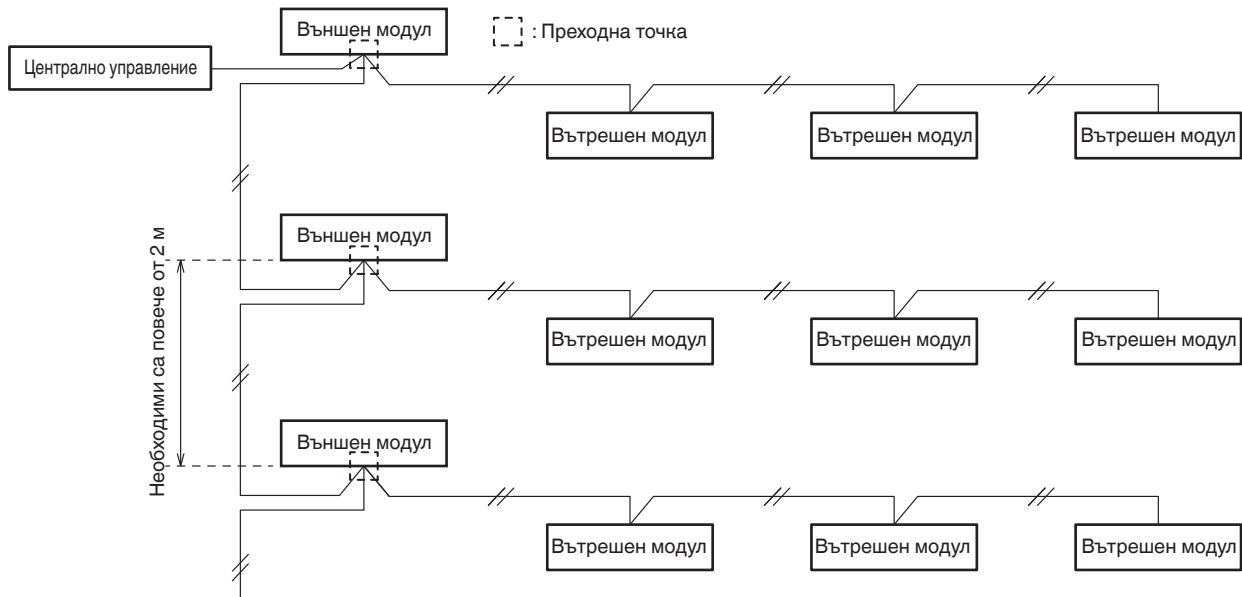 Външен модул
: Преходна точка
Централно управление
Вътрешен модул
Вътрешен модул
Вътрешен модул
Външен модул
Необходими са повече от 2 м
Вътрешен модул
Вътрешен модул
Вътрешен модул
Външен модул
Вътрешен модул
Вътрешен модул
Вътрешен модул